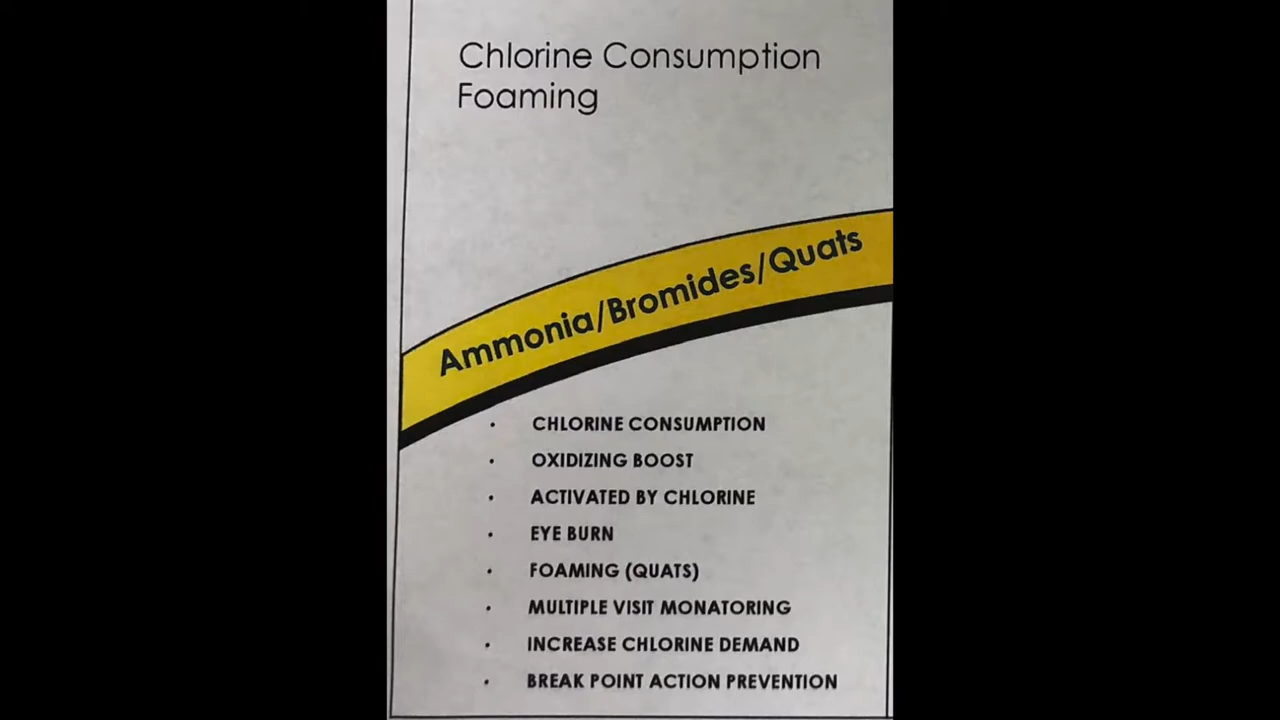 Chlorine Consumption
Foaming
Ammonia/Bromides/Quats
• CHLORINE CONSUMPTION
• OXIDIZING BOOST
• ACTIVATED BY CHLORINE
• EYE BURN
• FOAMING (QUATS)
• MULTIPLE VISIT MONATORING
• INCREASE CHLORINE DEMAND
• BREAK POINT ACTION PREVENTION